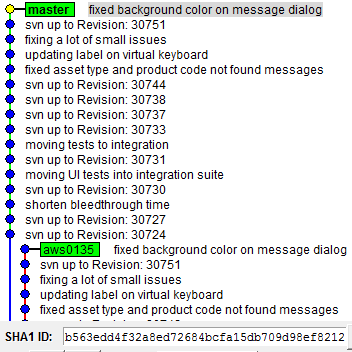 master fixed background color on message dialog
svn up to Revision: 30751
fixing a lot of small issues
updating label on virtual keyboard
fixed asset type and product code not found messages
svn up to Revision: 30744
svn up to Revision: 30738
svn up to Revision: 30737
svn up to Revision: 30733
moving tests to integration
svn up to Revision: 30731
moving UI tests into integration suite
svn up to Revision: 30730
shorten bleedthrough time
svn up to Revision: 30727
svn up to Revision: 30724
aws0135 fixed background color on message dialog
svn up to Revision: 30751
fixing a lot of small issues
updating label on virtual keyboard
fixed asset type and product code not found messages
SHA1 ID: b563edd4f32a8ed72684bcfa15db709d98ef8212